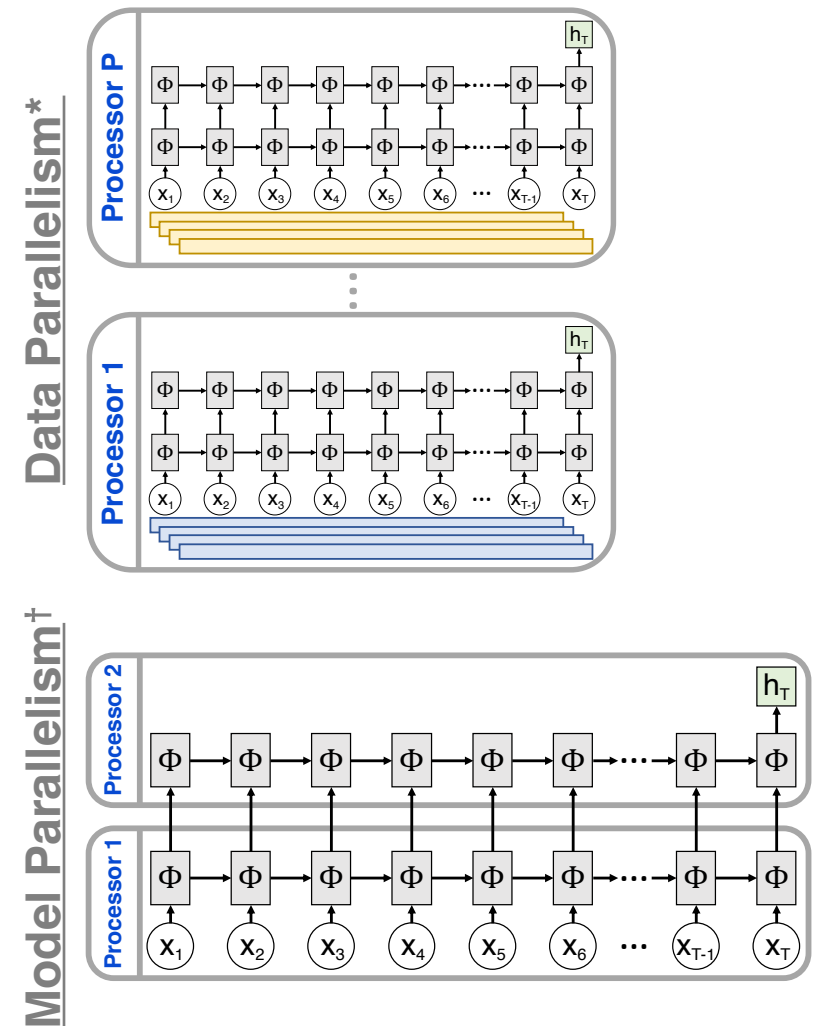 Data Parallelism*
Processor P
h_T
Φ Φ Φ Φ Φ Φ ... Φ Φ
Φ Φ Φ Φ Φ Φ ... Φ Φ
x_1 x_2 x_3 x_4 x_5 x_6 ... x_T-1 x_T
Processor 1
h_T
Φ Φ Φ Φ Φ Φ ... Φ Φ
Φ Φ Φ Φ Φ Φ ... Φ Φ
x_1 x_2 x_3 x_4 x_5 x_6 ... x_T-1 x_T
Model Parallelism†
Processor 2
h_T
Φ Φ Φ Φ Φ Φ ... Φ Φ
Processor 1
Φ Φ Φ Φ Φ Φ ... Φ Φ
x_1 x_2 x_3 x_4 x_5 x_6 ... x_T-1 x_T